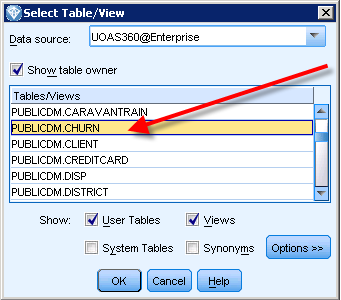 Select Table/View
Data source: UOAS360@Enterprise
Show table owner
Tables/Views
PUBLICDM.CARAVANTRAIN
PUBLICDM.CHURN
PUBLICDM.CLIENT
PUBLICDM.CREDITCARD
PUBLICDM.DISP
PUBLICDM.DISTRICT
Show: User Tables Views
System Tables Synonyms Options >>
OK Cancel Help